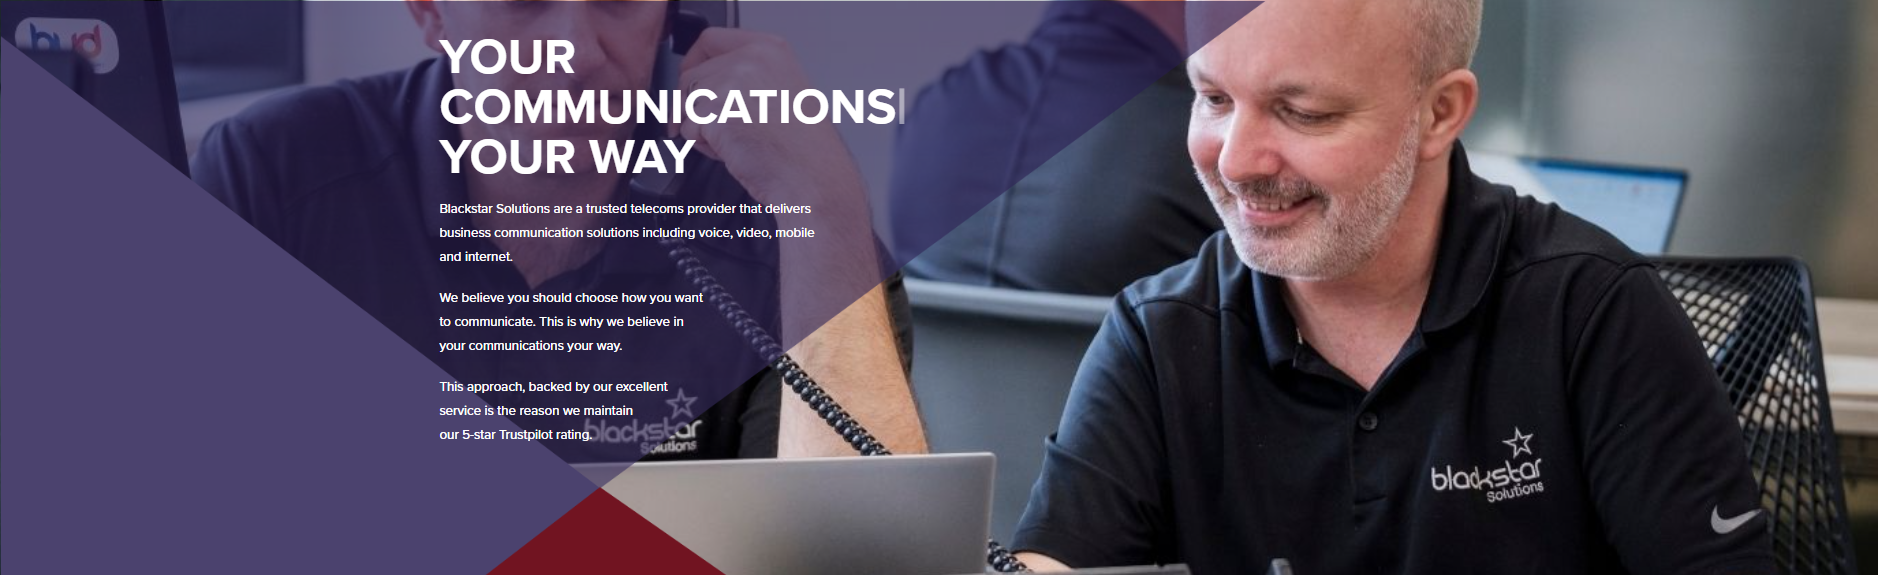 bud
YOUR
COMMUNICATIONS
YOUR WAY
Blackstar Solutions are a trusted telecoms provider that delivers
business communication solutions including voice, video, mobile
and internet.
We believe you should choose how you want
to communicate. This is why we believe in
your communications your way.
This approach, backed by our excellent
service is the reason we maintain
our 5-star Trustpilot rating.
blackstar
Solutions
blackstar
Solutions